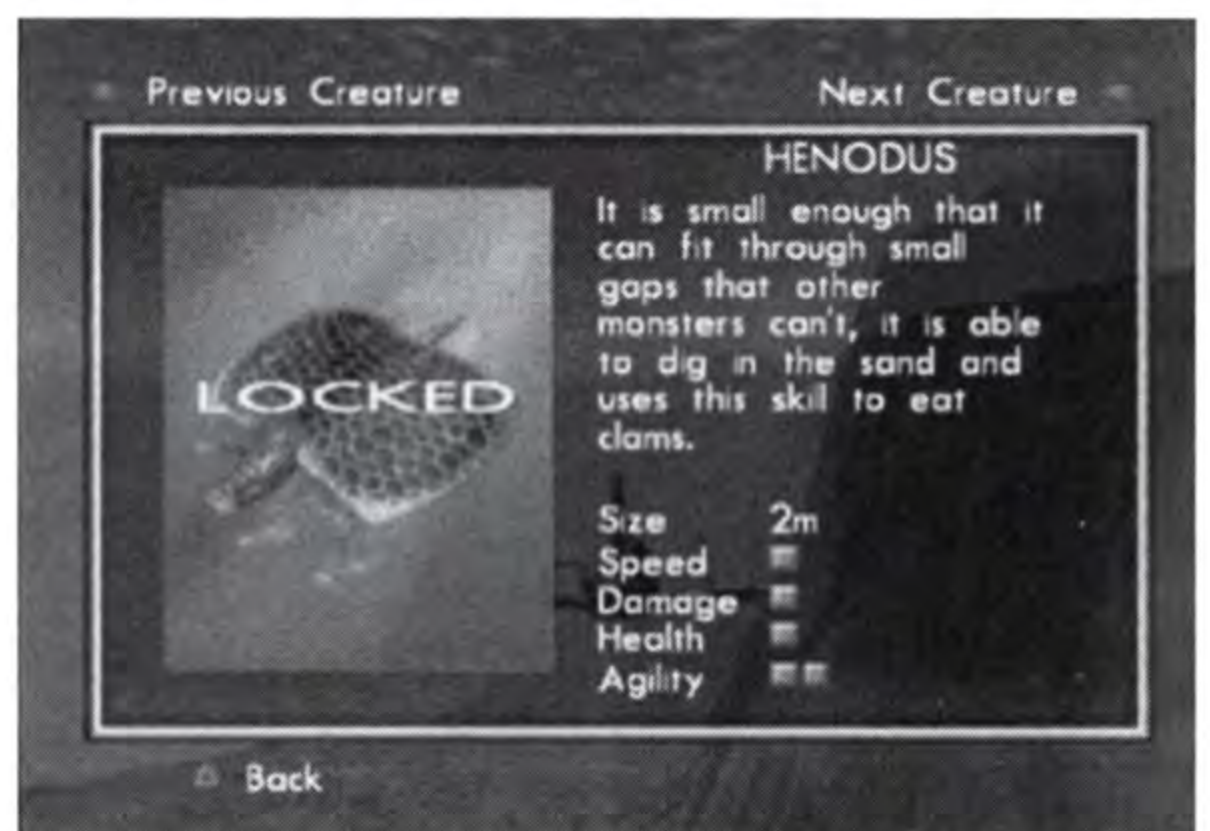 Previous Creature
Next Creature
HENODUS
It is small enough that it
can fit through small
gaps that other
monsters can't, it is able
to dig in the sand and
uses this skill to eat
clams.
LOCKED
Size 2m
Speed
Damage
Health
Agility
Back